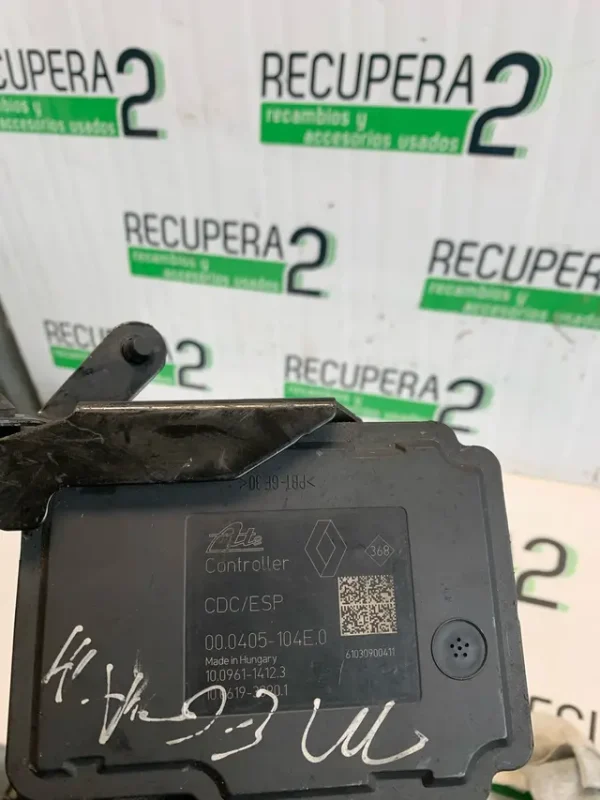 RECUPERA 2
recambios y
accesorios usados
RECUPERA 2
recambios y
accesorios usados
RECUPERA 2
recambios y
accesorios usados
RECUPERA 2
recambios y
accesorios usados
RECUPERA 2
RECUPERA 2
>PBT-GF30<
Ate
Controller
368
CDC/ESP
00.0405-104E.0
Made in Hungary
61030900411
10.0961-1412.3